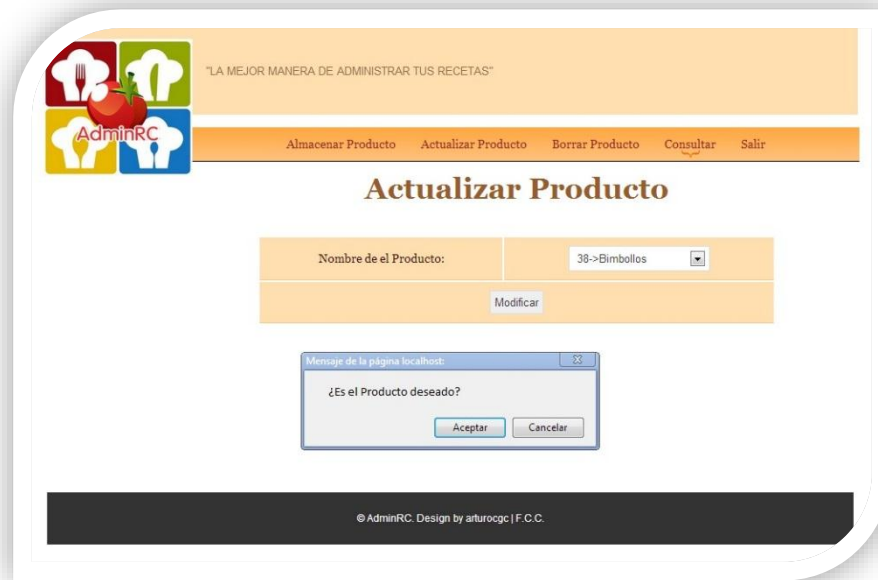 "LA MEJOR MANERA DE ADMINISTRAR TUS RECETAS"
AdminRC
Almacenar Producto Actualizar Producto Borrar Producto Consultar Salir
Actualizar Producto
Nombre de el Producto: 38->Bimbollos
Modificar
Mensaje de la página localhost:
¿Es el Producto deseado?
Aceptar Cancelar
© AdminRC. Design by arturocgc | F.C.C.